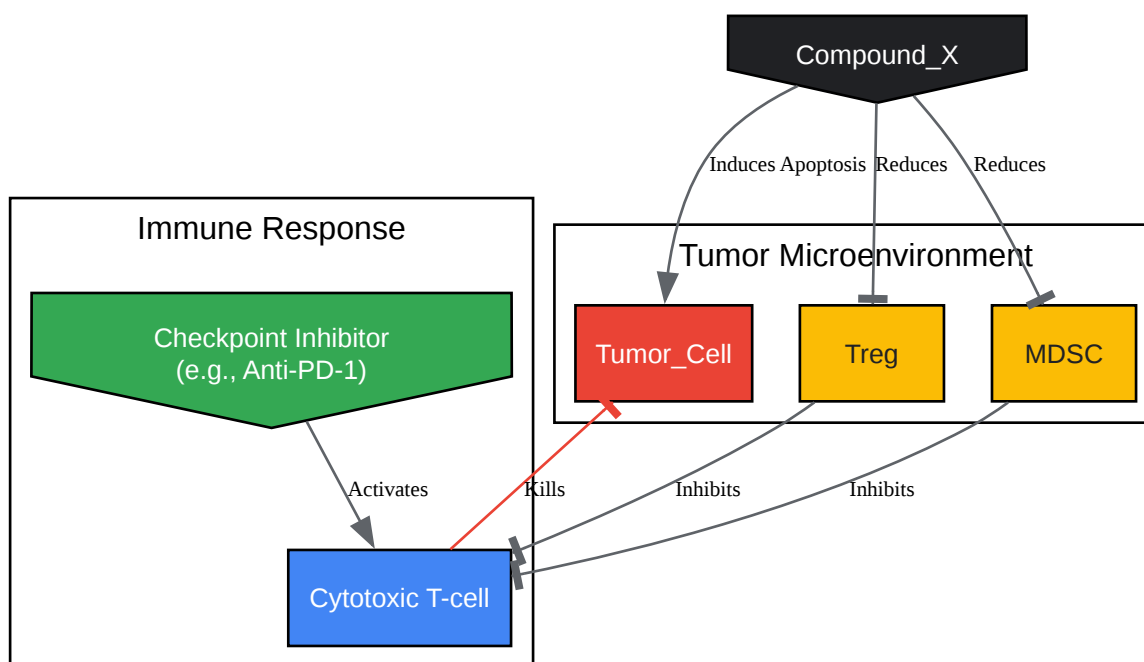 Compound_X
Induces Apoptosis
Reduces
Reduces
Immune Response
Tumor Microenvironment
Checkpoint Inhibitor
(e.g., Anti-PD-1)
Tumor_Cell
Treg
MDSC
Activates
Kills
Inhibits
Inhibits
Cytotoxic T-cell